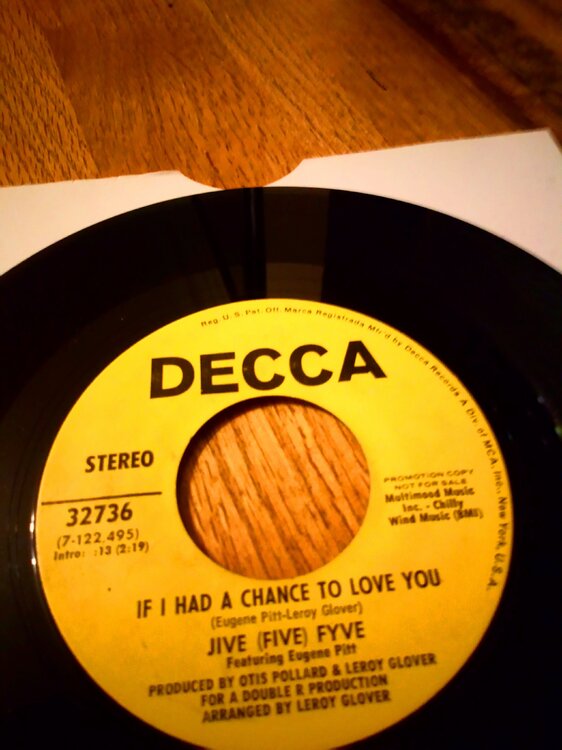 Reg. U.S. Pat. Off. Marca Registrada Mfr'd by Decca Records, A Div. of MCA, Inc., New York, U.S.A.
DECCA
STEREO
32736
(7-122,495)
Intro: :13 (2:19)
PROMOTION COPY
NOT FOR SALE
Multimood Music
Inc. - Chilly
Wind Music (BMI)
IF I HAD A CHANCE TO LOVE YOU
(Eugene Pitt-Leroy Glover)
JIVE (FIVE) FYVE
Featuring Eugene Pitt
PRODUCED BY OTIS POLLARD & LEROY GLOVER
FOR A DOUBLE R PRODUCTION
ARRANGED BY LEROY GLOVER